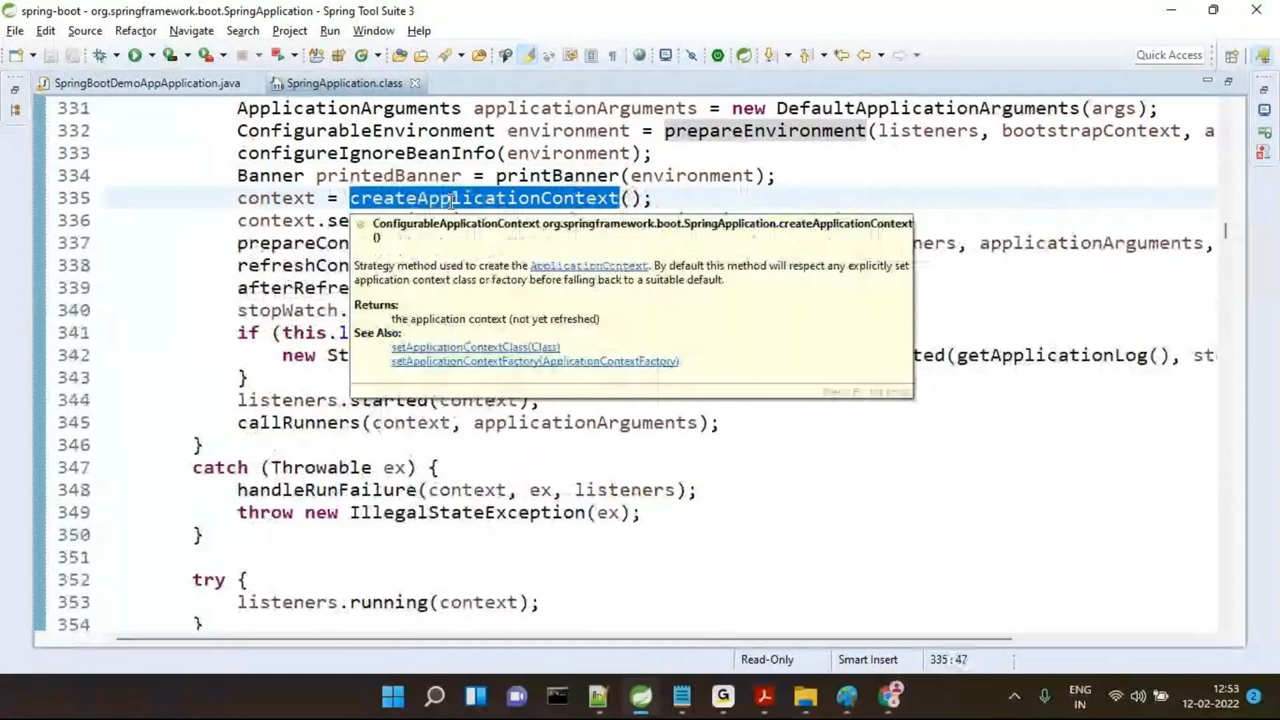 spring-boot - org.springframework.boot.SpringApplication - Spring Tool Suite 3
File Edit Source Refactor Navigate Search Project Run Window Help
Quick Access
SpringBootDemoAppApplication.java SpringApplication.class
331 ApplicationArguments applicationArguments = new DefaultApplicationArguments(args);
332 ConfigurableEnvironment environment = prepareEnvironment(listeners, bootstrapContext, a
333 configureIgnoreBeanInfo(environment);
334 Banner printedBanner = printBanner(environment);
335 context = createApplicationContext();
336 context.se
337 prepareCon ners, applicationArguments,
338 refreshCon
339 afterRefre
340 stopWatch.
341 if (this.l
342 new St ted(getApplicationLog(), st
343 }
344 listeners.started(context);
345 callRunners(context, applicationArguments);
346 }
347 catch (Throwable ex) {
348 handleRunFailure(context, ex, listeners);
349 throw new IllegalStateException(ex);
350 }
351
352 try {
353 listeners.running(context);
354 }
ConfigurableApplicationContext org.springframework.boot.SpringApplication.createApplicationContext
()
Strategy method used to create the ApplicationContext. By default this method will respect any explicitly set
application context class or factory before falling back to a suitable default.
Returns:
the application context (not yet refreshed)
See Also:
setApplicationContextClass(Class)
setApplicationContextFactory(ApplicationContextFactory)
Read-Only Smart Insert 335 : 47
ENG
IN
12:53
12-02-2022
2